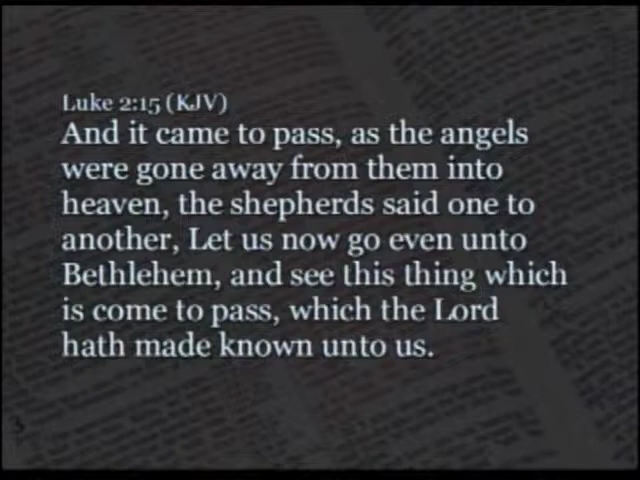 Luke 2:15 (KJV)
And it came to pass, as the angels
were gone away from them into
heaven, the shepherds said one to
another, Let us now go even unto
Bethlehem, and see this thing which
is come to pass, which the Lord
hath made known unto us.